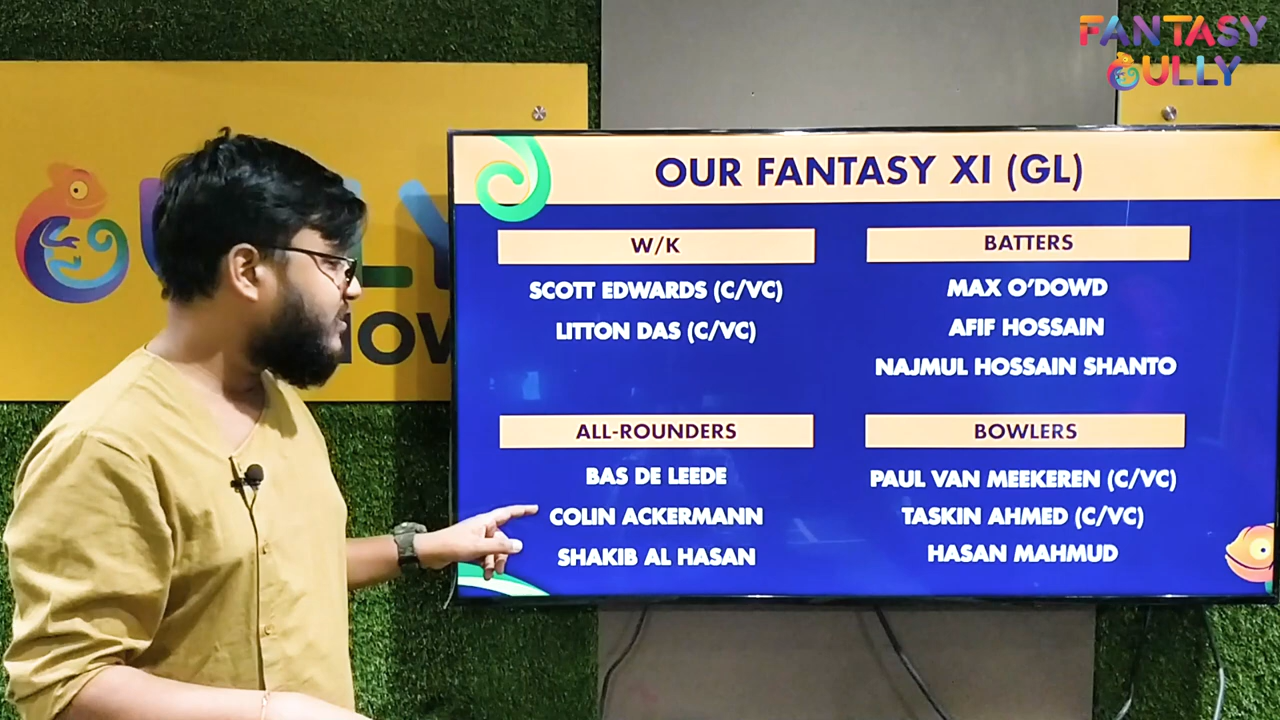 FANTASY
GULLY
OUR FANTASY XI (GL)
W/K
SCOTT EDWARDS (C/VC)
LITTON DAS (C/VC)
BATTERS
MAX O'DOWD
AFIF HOSSAIN
NAJMUL HOSSAIN SHANTO
ALL-ROUNDERS
BAS DE LEEDE
COLIN ACKERMANN
SHAKIB AL HASAN
BOWLERS
PAUL VAN MEEKEREN (C/VC)
TASKIN AHMED (C/VC)
HASAN MAHMUD